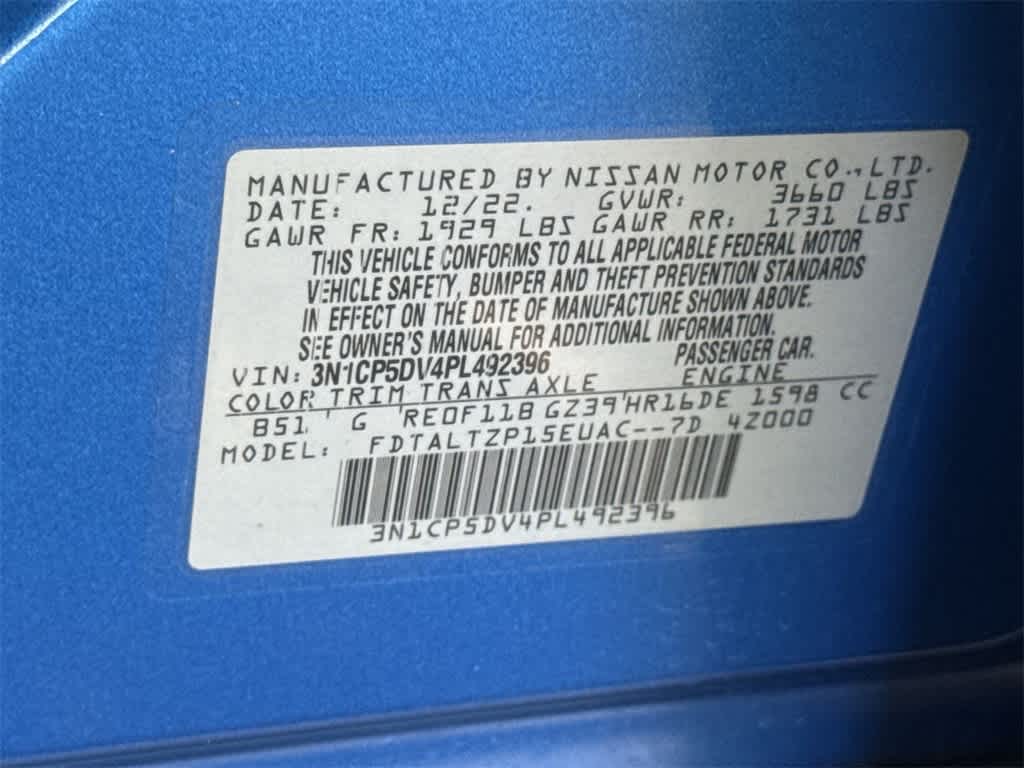 MANUFACTURED BY NISSAN MOTOR CO., LTD.
DATE: 12/22. GVWR: 3660 LBS
GAWR FR: 1929 LBS GAWR RR: 1731 LBS
THIS VEHICLE CONFORMS TO ALL APPLICABLE FEDERAL MOTOR
VEHICLE SAFETY, BUMPER AND THEFT PREVENTION STANDARDS
IN EFFECT ON THE DATE OF MANUFACTURE SHOWN ABOVE.
SEE OWNER'S MANUAL FOR ADDITIONAL INFORMATION.
VIN: 3N1CP5DV4PL492396 PASSENGER CAR.
COLOR TRIM TRANS AXLE ENGINE
B51 G RE0F11B GZ39 HR16DE 1598 CC
MODEL: FDTALTZP15EUAC--7D 4Z000
3N1CP5DV4PL492396